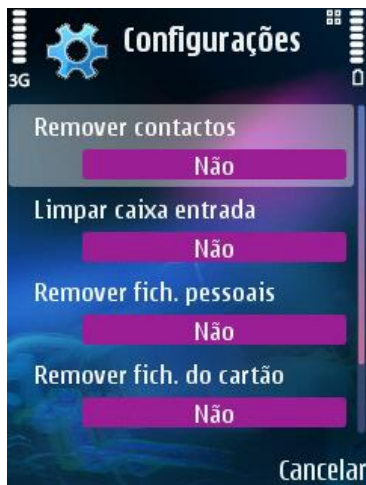 Configurações
3G
Remover contactos
Não
Limpar caixa entrada
Não
Remover fich. pessoais
Não
Remover fich. do cartão
Não
Cancelar